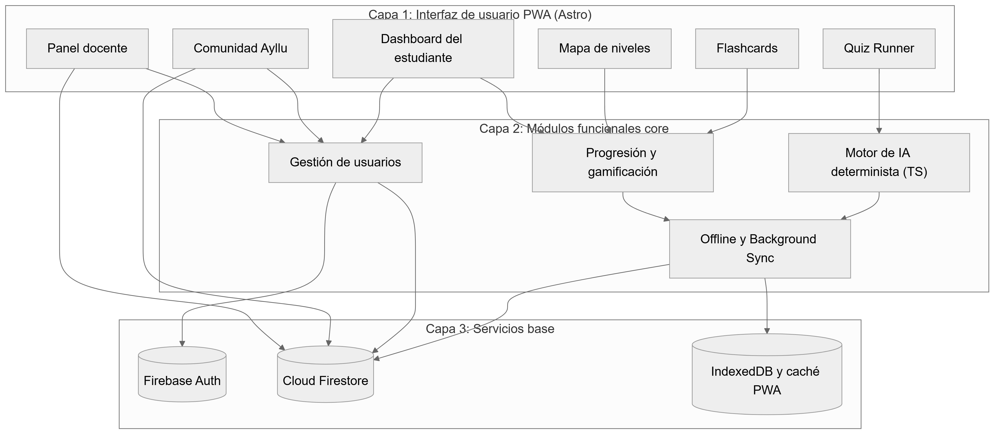 Capa 1: Interfaz de usuario PWA (Astro)
Panel docente
Comunidad Ayllu
Dashboard del
estudiante
Mapa de niveles
Flashcards
Quiz Runner
Capa 2: Módulos funcionales core
Gestión de usuarios
Progresión y
gamificación
Motor de IA
determinista (TS)
Offline y Background
Sync
Capa 3: Servicios base
Firebase Auth
Cloud Firestore
IndexedDB y caché
PWA